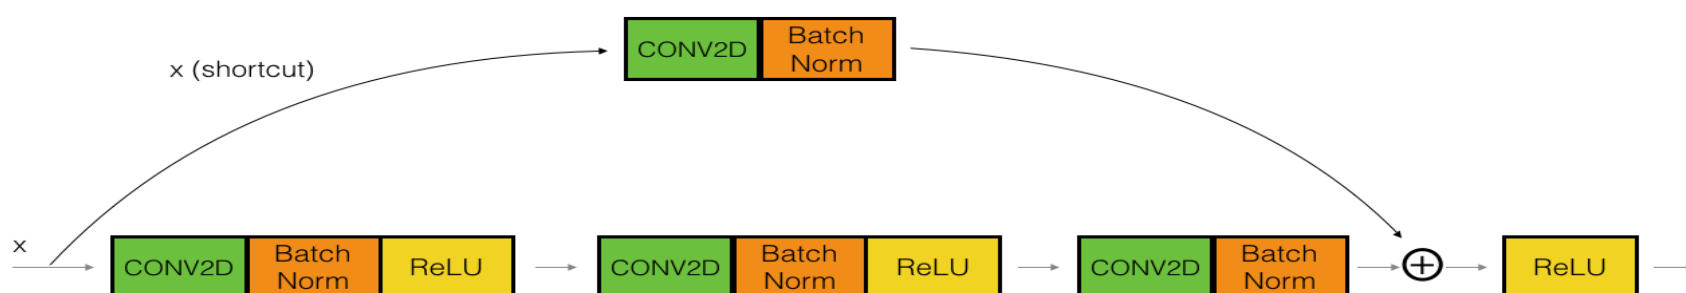 CONV2D
Batch
Norm
x (shortcut)
x
CONV2D
Batch
Norm
ReLU
CONV2D
Batch
Norm
ReLU
CONV2D
Batch
Norm
+
ReLU